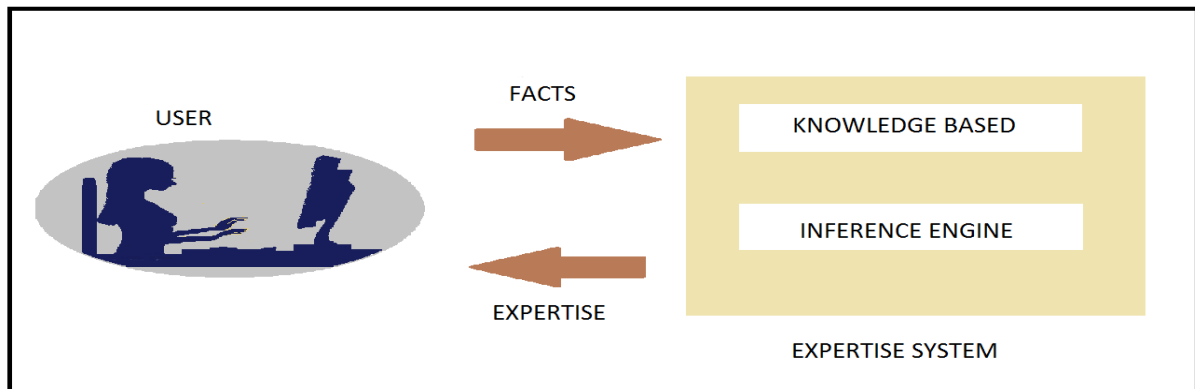 USER
FACTS
EXPERTISE
KNOWLEDGE BASED
INFERENCE ENGINE
EXPERTISE SYSTEM